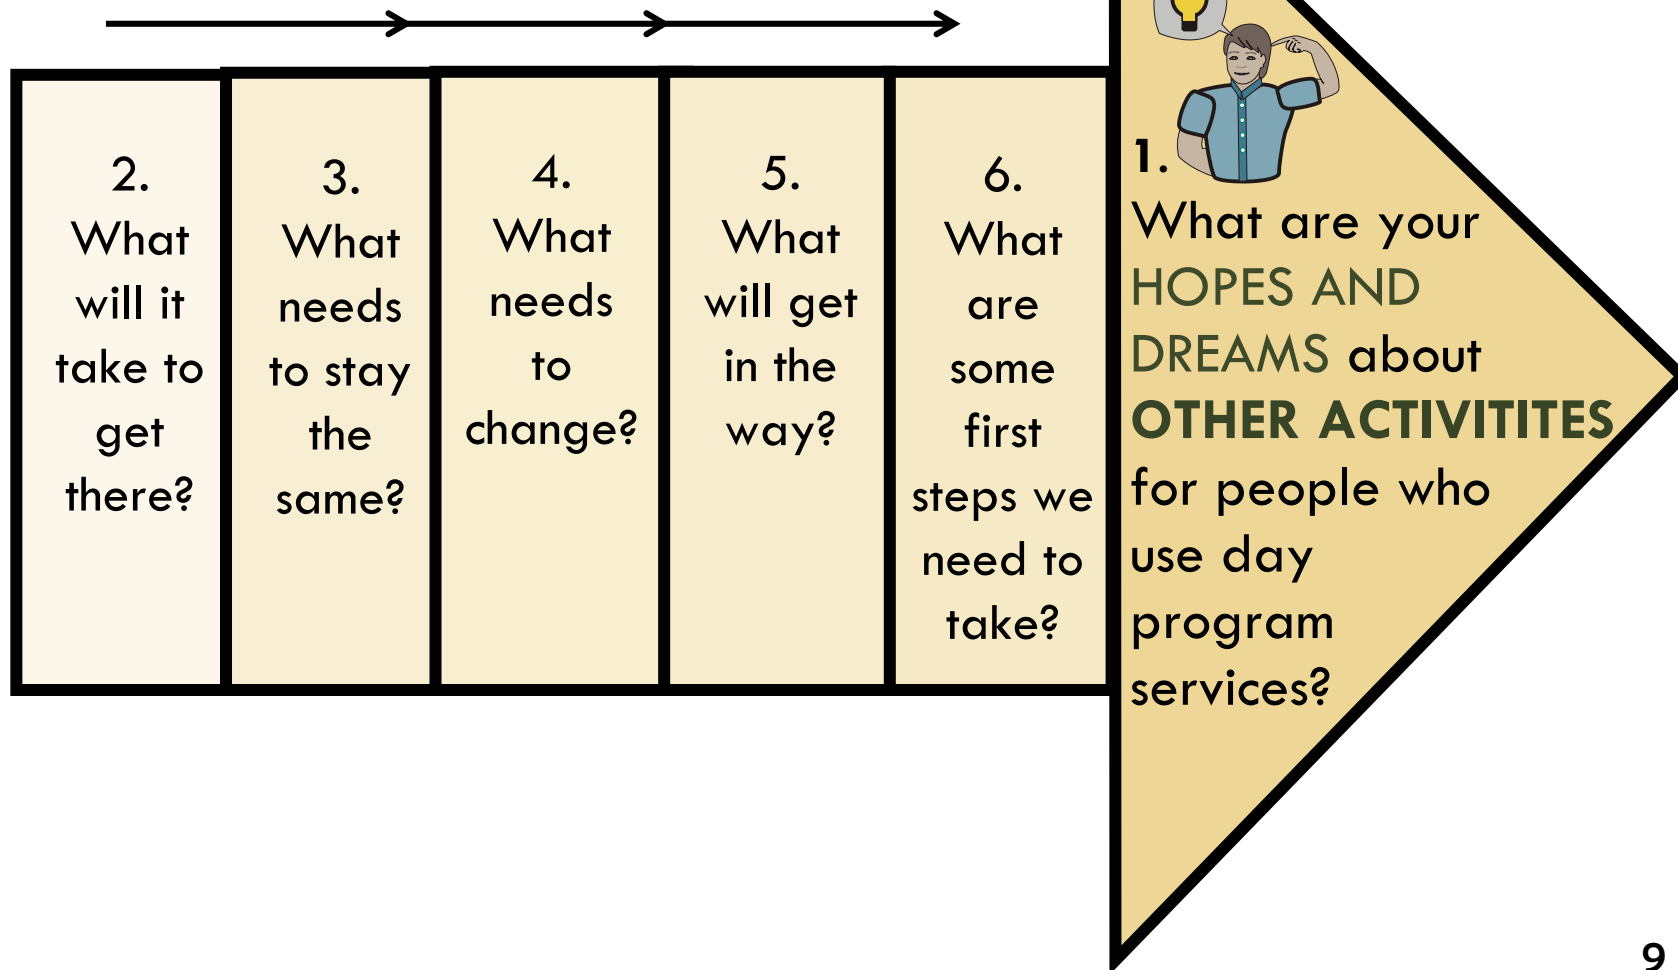 2.
What
will it
take to
get
there?
3.
What
needs
to stay
the
same?
4.
What
needs
to
change?
5.
What
will get
in the
way?
6.
What
are
some
first
steps we
need to
take?
1.
What are your
HOPES AND
DREAMS about
OTHER ACTIVITITES
for people who
use day
program
services?
9